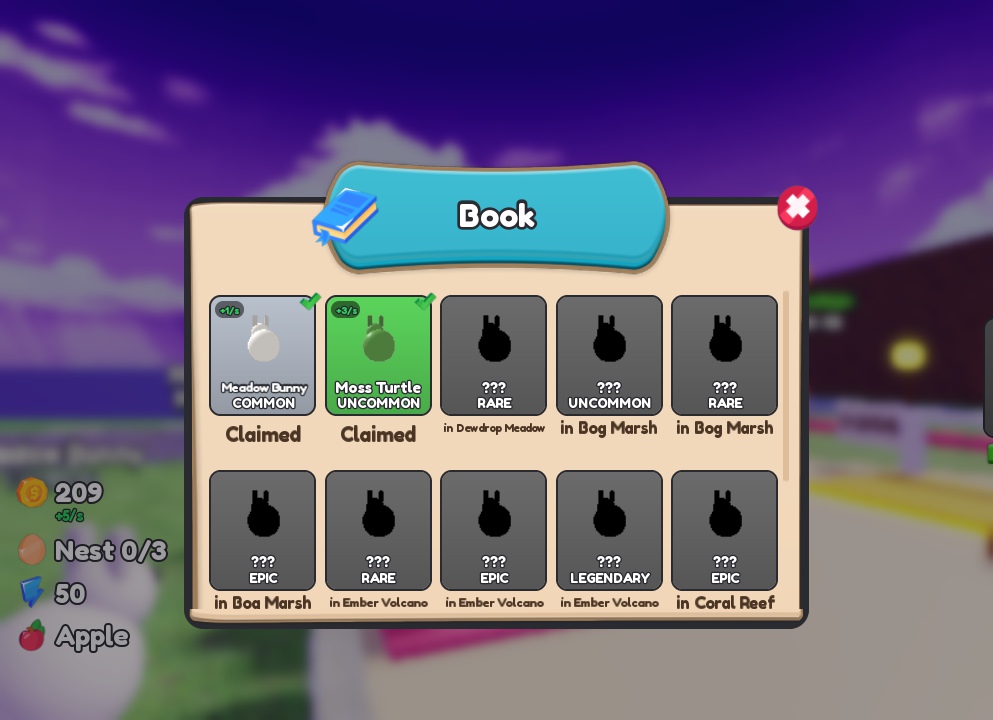 Book
+1/s
Meadow Bunny
COMMON
Claimed
+3/s
Moss Turtle
UNCOMMON
Claimed
???
RARE
in Dewdrop Meadow
???
UNCOMMON
in Bog Marsh
???
RARE
in Bog Marsh
???
EPIC
in Bog Marsh
???
RARE
in Ember Volcano
???
EPIC
in Ember Volcano
???
LEGENDARY
in Ember Volcano
???
EPIC
in Coral Reef
209
+5/s
Nest 0/3
50
Apple